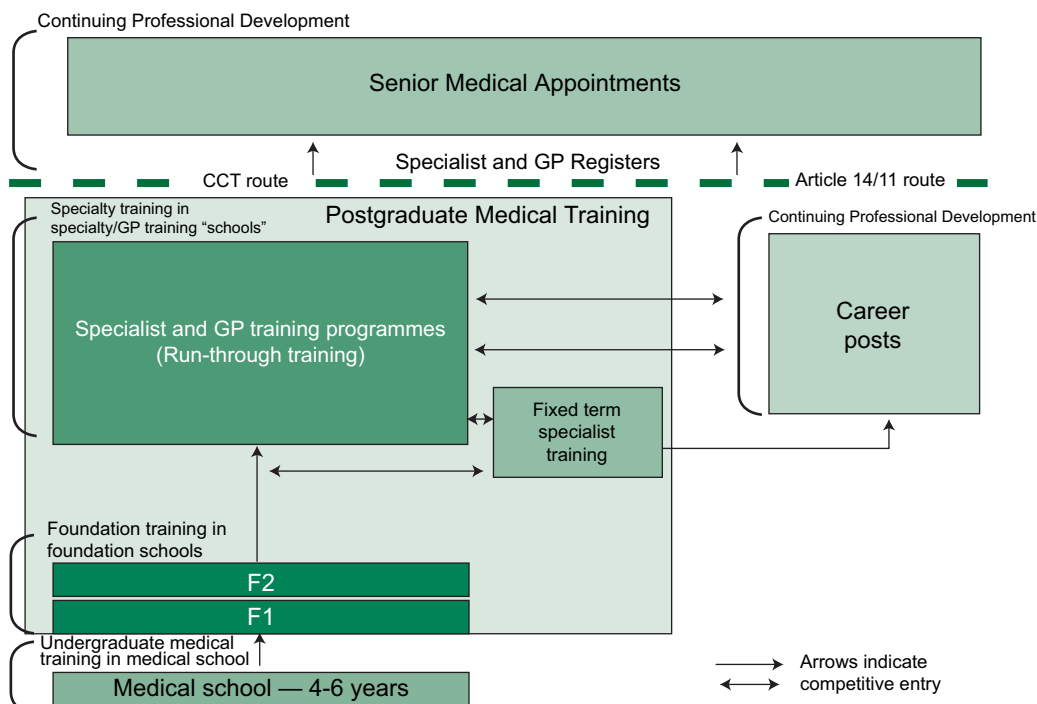 Continuing Professional Development
Senior Medical Appointments
Specialist and GP Registers
CCT route
Article 14/11 route
Specialty training in
specialty/GP training “schools”
Postgraduate Medical Training
Continuing Professional Development
Specialist and GP training programmes
(Run-through training)
Career
posts
Fixed term
specialist
training
Foundation training in
foundation schools
F2
F1
Undergraduate medical
training in medical school
Medical school — 4-6 years
Arrows indicate
competitive entry